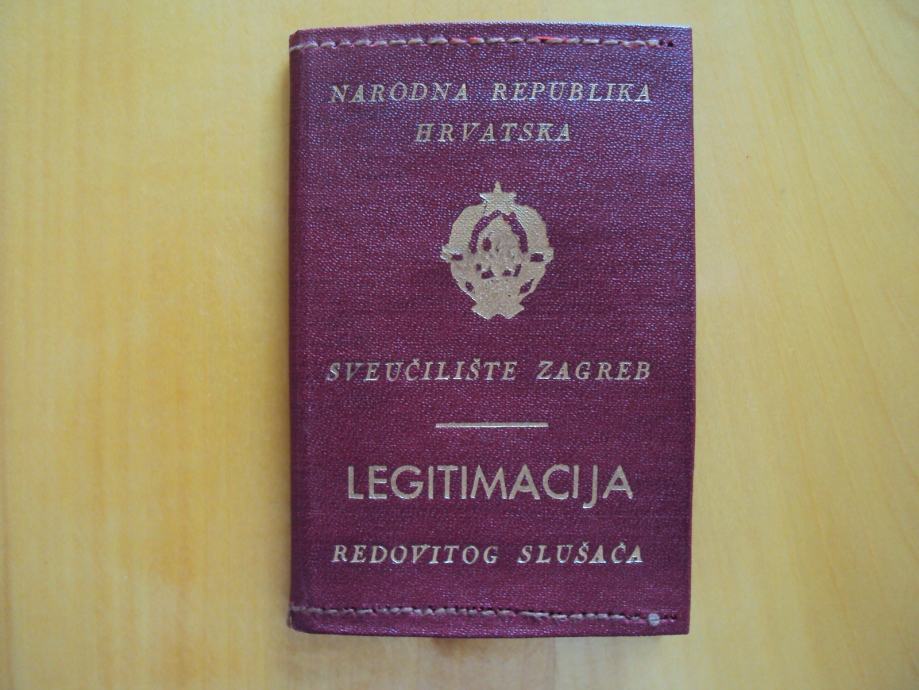 NARODNA REPUBLIKA
HRVATSKA
SVEUČILIŠTE ZAGREB
LEGITIMACIJA
REDOVITOG SLUŠAČA